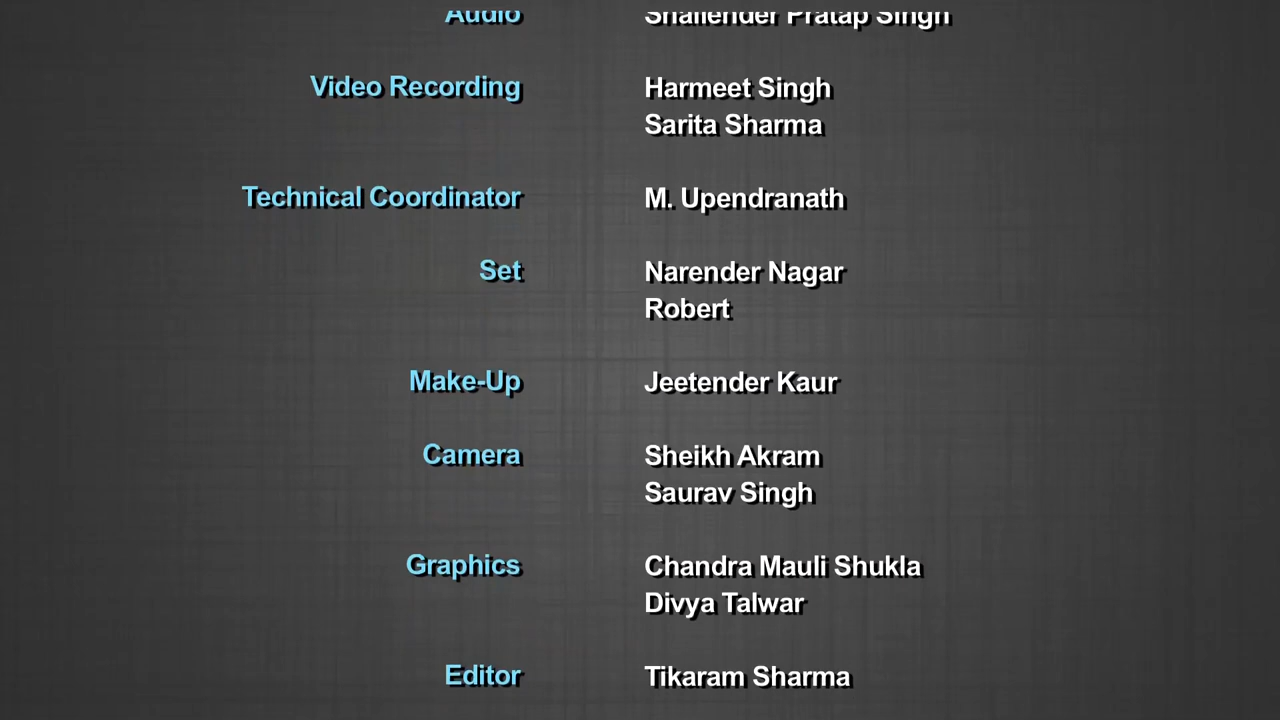 Audio Shailender Pratap Singh
Video Recording Harmeet Singh
Sarita Sharma
Technical Coordinator M. Upendranath
Set Narender Nagar
Robert
Make-Up Jeetender Kaur
Camera Sheikh Akram
Saurav Singh
Graphics Chandra Mauli Shukla
Divya Talwar
Editor Tikaram Sharma